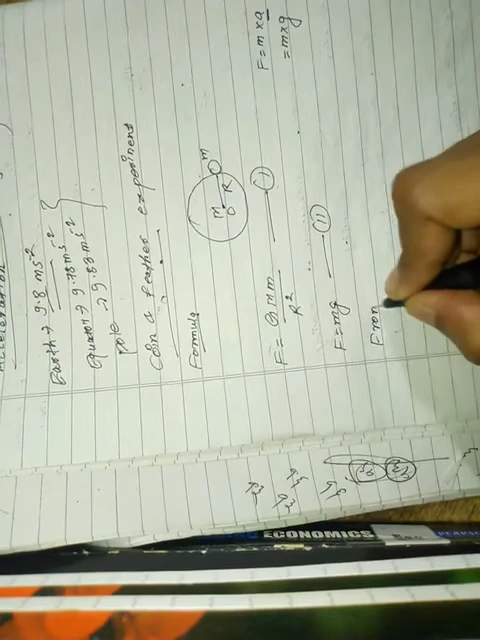 Acceleration
Earth → 9.8 ms⁻²
equator → 9.78 ms⁻²
pole → 9.83 ms⁻²
Coin & feather experiment
Formula
M R m
F = GMm / R² — (I)
F = mg — (II)
From
F = m×a
= m×g
ECONOMICS